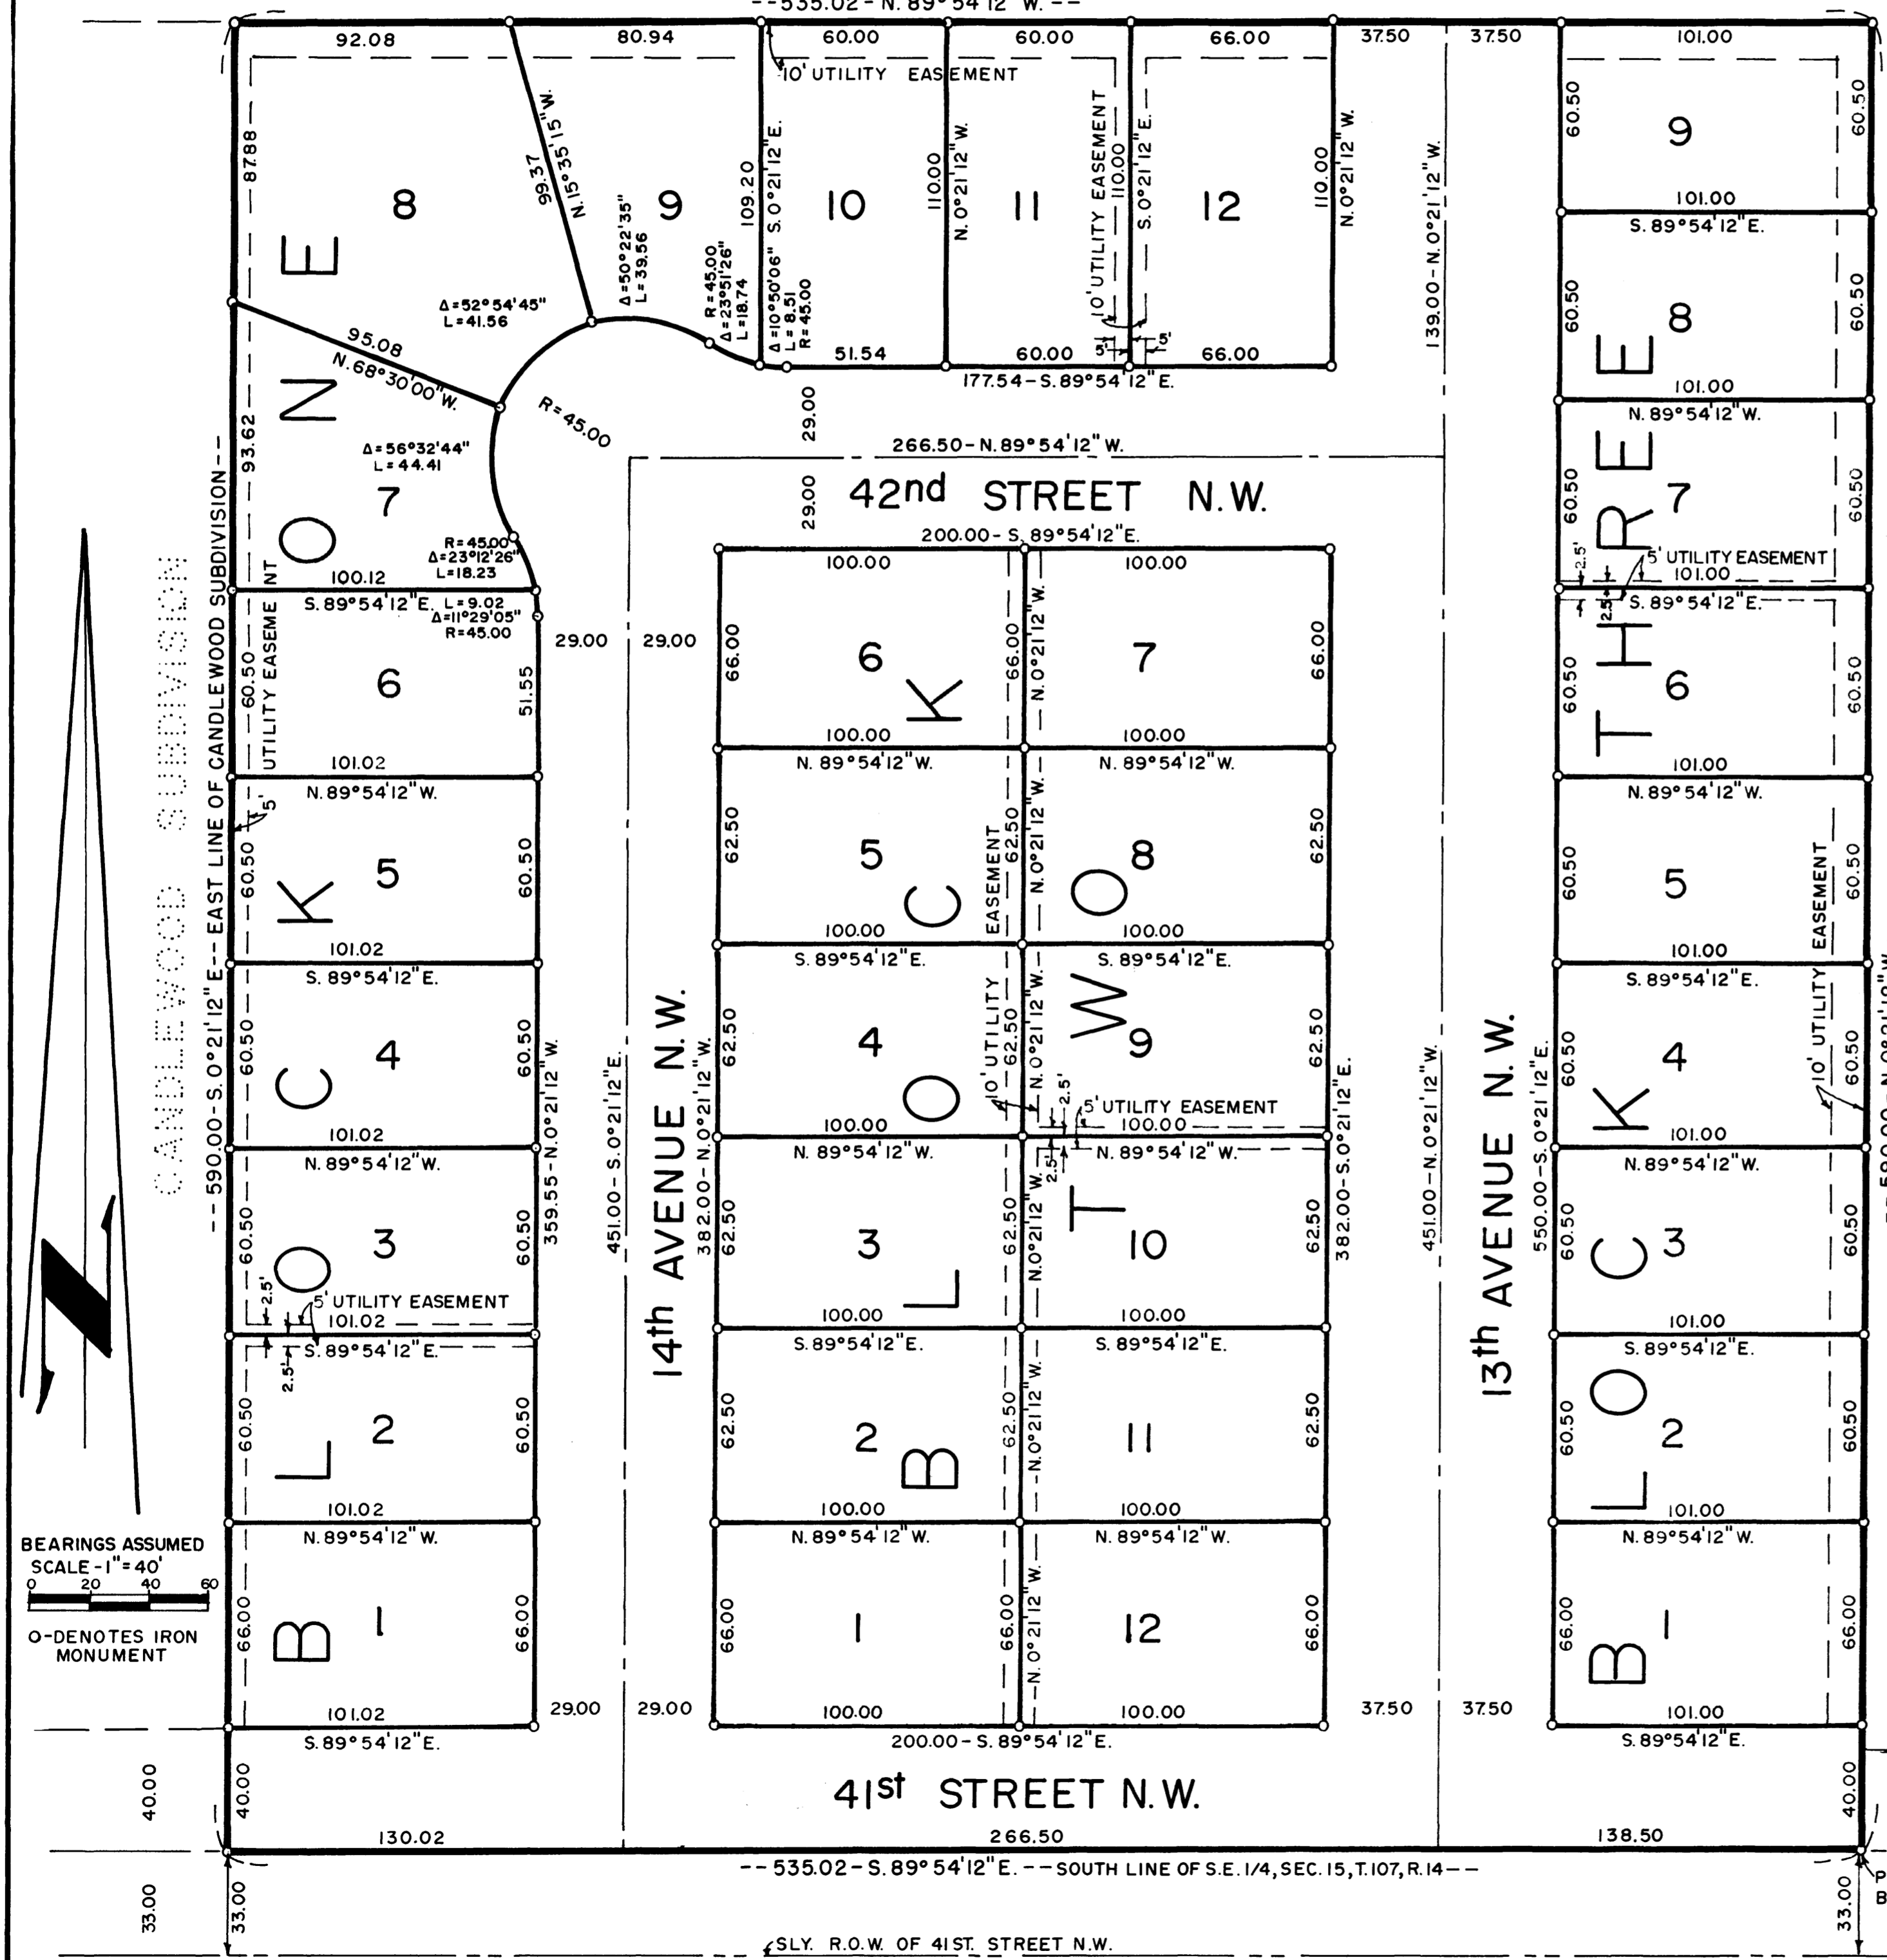 --535.02-N. 89°54'12" W.--
92.08 80.94 60.00 60.00 66.00 37.50 37.50 101.00
10' UTILITY EASEMENT
87.88
99.37
N. 15°35'15" W.
109.20
S. 0°21'12" E.
110.00
N. 0°21'12" W.
10' UTILITY EASEMENT
110.00
S. 0°21'12" E.
110.00
N. 0°21'12" W.
139.00-N. 0°21'12" W.
8 9 10 11 12
Δ=52°54'45"
L=41.56
Δ=50°22'35"
L=39.56
R=45.00
Δ=23°51'26"
L=18.74
Δ=10°50'06"
L=8.51
R=45.00
5' 5'
51.54 60.00 66.00
177.54-S. 89°54'12" E.
95.08
N. 68°30'00" W.
R=45.00
Δ=56°32'44"
L=44.41
93.62
7
R=45.00
Δ=23°12'26"
L=18.23
100.12
S. 89°54'12" E.
L=9.02
Δ=11°29'05"
R=45.00
29.00
29.00
266.50-N. 89°54'12" W.
42nd STREET N.W.
200.00-S. 89°54'12" E.
CANDLEWOOD SUBDIVISION
--590.00-S. 0°21'12" E--EAST LINE OF CANDLEWOOD SUBDIVISION--
BLOCK ONE
UTILITY EASEMENT
5'
60.50 6 51.55
101.02
N. 89°54'12" W.
60.50 5 60.50
101.02
S. 89°54'12" E.
60.50 4 60.50
101.02
N. 89°54'12" W.
60.50 3 60.50
2.5'
5' UTILITY EASEMENT
101.02
S. 89°54'12" E.
2.5'
60.50 2 60.50
101.02
N. 89°54'12" W.
66.00 1 66.00
101.02
S. 89°54'12" E.
359.55-N. 0°21'12" W.
29.00 29.00
451.00-S. 0°21'12" E.
14th AVENUE N.W.
29.00 29.00
382.00-N. 0°21'12" W.
BLOCK TWO
100.00 100.00
66.00 6 66.00 N. 0°21'12" W. 7 66.00
100.00 100.00
N. 89°54'12" W. N. 89°54'12" W.
62.50 5 62.50 N. 0°21'12" W. 8 62.50
100.00 100.00
S. 89°54'12" E. S. 89°54'12" E.
10' UTILITY EASEMENT
62.50 4 62.50 N. 0°21'12" W. 9 62.50
2.5'
5' UTILITY EASEMENT
100.00 100.00
N. 89°54'12" W. N. 89°54'12" W.
2.5'
62.50 3 62.50 N. 0°21'12" W. 10 62.50
100.00 100.00
S. 89°54'12" E. S. 89°54'12" E.
62.50 2 62.50 N. 0°21'12" W. 11 62.50
100.00 100.00
N. 89°54'12" W. N. 89°54'12" W.
66.00 1 66.00 N. 0°21'12" W. 12 66.00
100.00 100.00
200.00-S. 89°54'12" E.
382.00-S. 0°21'12" E.
451.00-N. 0°21'12" W.
13th AVENUE N.W.
37.50 37.50
550.00-S. 0°21'12" E.
BLOCK THREE
60.50 9 60.50
101.00
S. 89°54'12" E.
60.50 8 60.50
101.00
N. 89°54'12" W.
60.50 7 60.50
2.5'
5' UTILITY EASEMENT
101.00
S. 89°54'12" E.
2.5'
60.50 6 60.50
101.00
N. 89°54'12" W.
60.50 5 60.50
101.00
S. 89°54'12" E.
10' UTILITY EASEMENT
60.50 4 60.50
101.00
N. 89°54'12" W.
60.50 3 60.50
101.00
S. 89°54'12" E.
60.50 2 60.50
101.00
N. 89°54'12" W.
66.00 1 66.00
101.00
S. 89°54'12" E.
BEARINGS ASSUMED
SCALE-1"=40'
0 20 40 60
O-DENOTES IRON
MONUMENT
N
41st STREET N.W.
40.00 40.00 40.00
130.02 266.50 138.50
--535.02-S. 89°54'12" E.--SOUTH LINE OF S.E. 1/4, SEC. 15, T. 107, R. 14--
33.00 33.00 33.00
SLY. R.O.W. OF 41ST. STREET N.W.